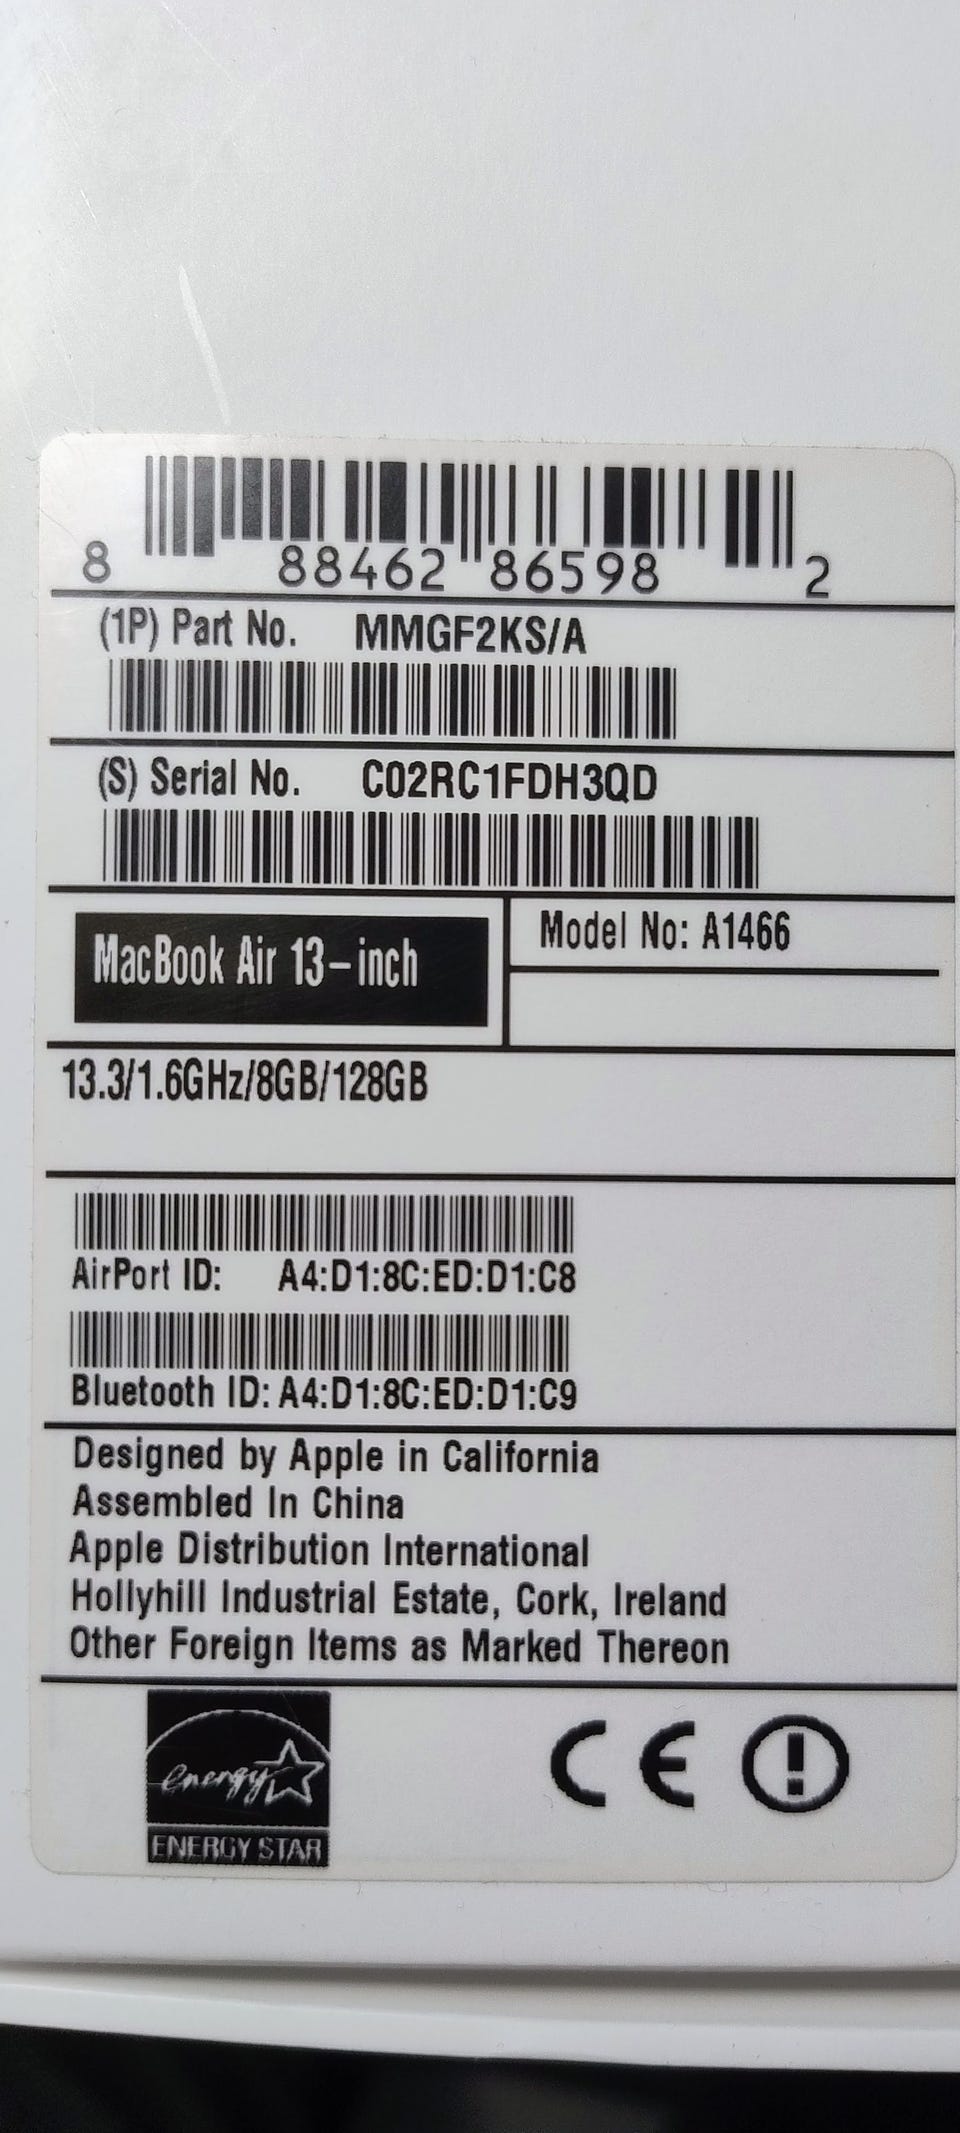 8 88462 86598 2
(1P) Part No. MMGF2KS/A
(S) Serial No. C02RC1FDH3QD
MacBook Air 13-inch
Model No: A1466
13.3/1.6GHz/8GB/128GB
AirPort ID: A4:D1:8C:ED:D1:C8
Bluetooth ID: A4:D1:8C:ED:D1:C9
Designed by Apple in California
Assembled In China
Apple Distribution International
Hollyhill Industrial Estate, Cork, Ireland
Other Foreign Items as Marked Thereon
energy
ENERGY STAR
CE